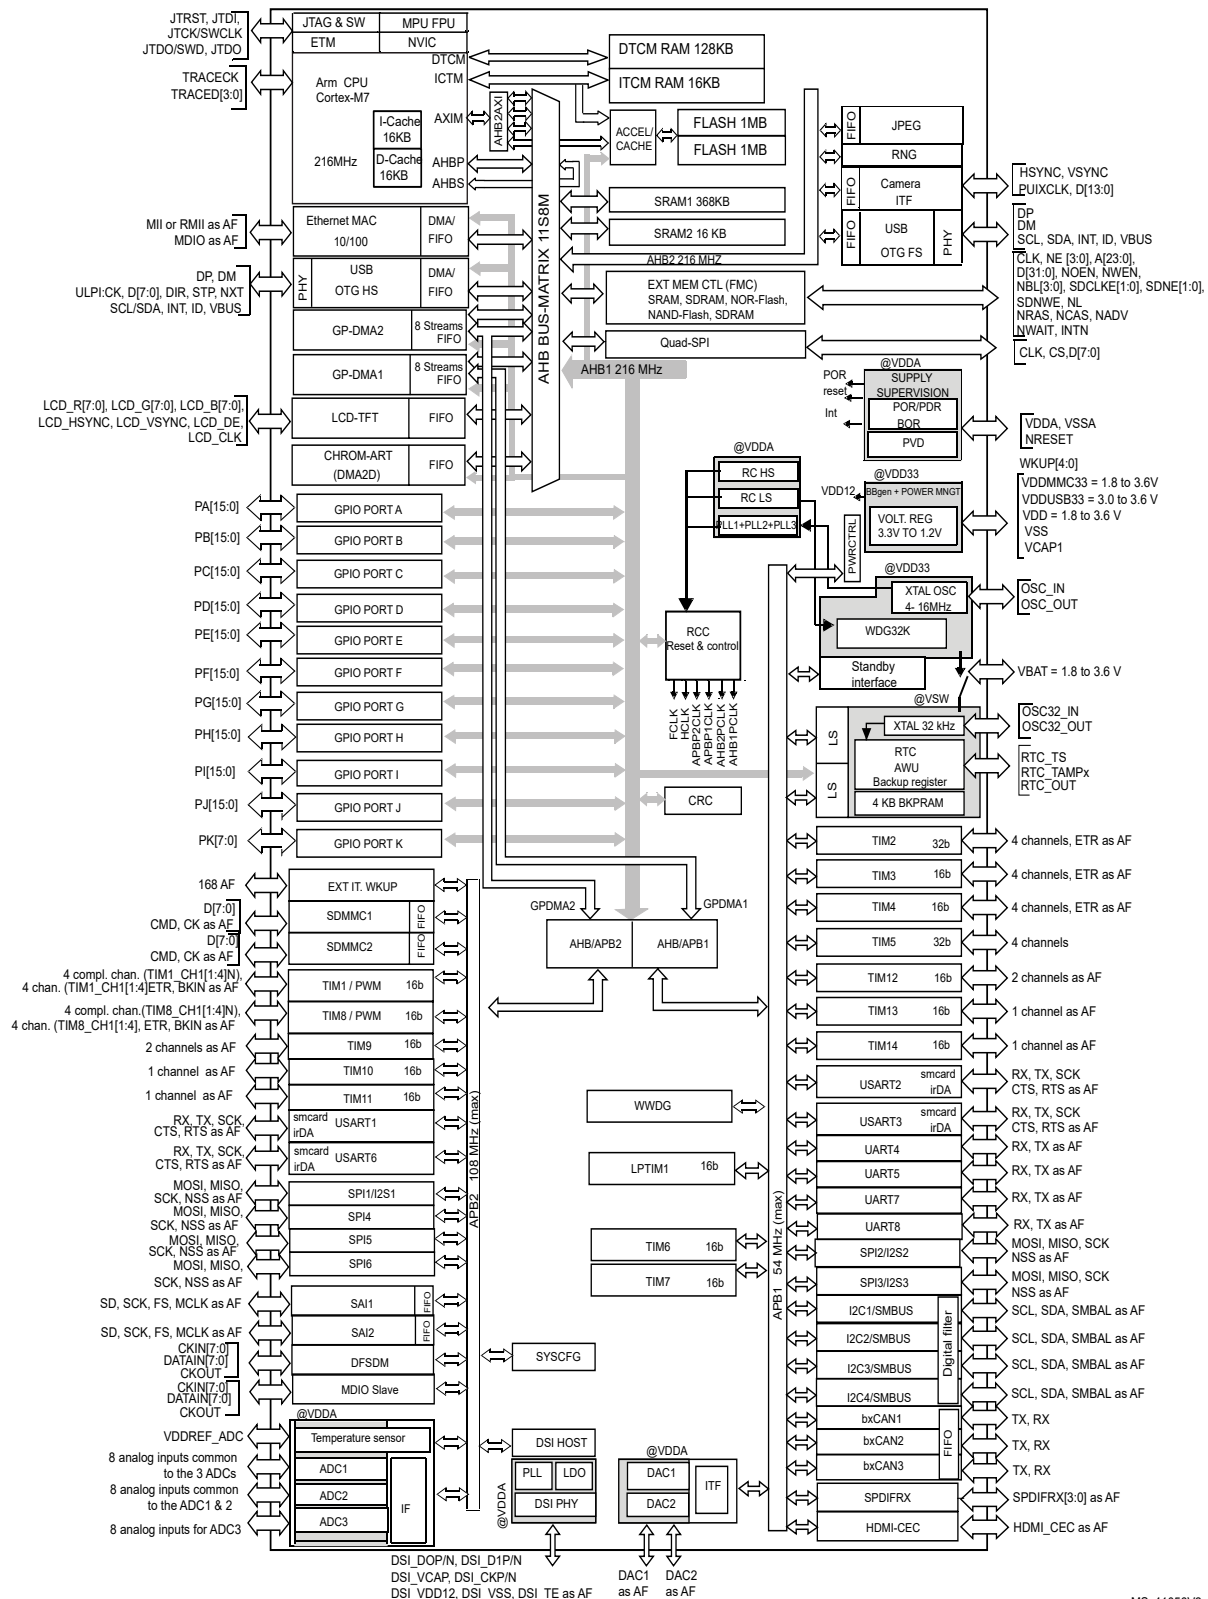 JTRST, JTDI,
JTCK/SWCLK
JTDO/SWD, JTDO
TRACECK
TRACED[3:0]
JTAG & SW
MPU FPU
ETM
NVIC
DTCM
ICTM
Arm CPU
Cortex-M7
AXIM
I-Cache
16KB
216MHz
D-Cache
16KB
AHBP
AHBS
AHB2AXI
DTCM RAM 128KB
ITCM RAM 16KB
ACCEL/
CACHE
FLASH 1MB
FLASH 1MB
SRAM1 368KB
SRAM2 16 KB
AHB2 216 MHZ
EXT MEM CTL (FMC)
SRAM, SDRAM, NOR-Flash,
NAND-Flash, SDRAM
Quad-SPI
AHB BUS-MATRIX 11S8M
AHB1 216 MHz
FIFO
JPEG
RNG
FIFO
Camera
ITF
FIFO
USB
OTG FS
PHY
HSYNC, VSYNC
PUIXCLK, D[13:0]
DP
DM
SCL, SDA, INT, ID, VBUS
CLK, NE [3:0], A[23:0],
D[31:0], NOEN, NWEN,
NBL[3:0], SDCLKE[1:0], SDNE[1:0],
SDNWE, NL
NRAS, NCAS, NADV
NWAIT, INTN
CLK, CS,D[7:0]
MII or RMII as AF
MDIO as AF
Ethernet MAC
10/100
DMA/
FIFO
DP, DM
ULPI:CK, D[7:0], DIR, STP, NXT
SCL/SDA, INT, ID, VBUS
PHY
USB
OTG HS
DMA/
FIFO
GP-DMA2
8 Streams
FIFO
GP-DMA1
8 Streams
FIFO
LCD_R[7:0], LCD_G[7:0], LCD_B[7:0],
LCD_HSYNC, LCD_VSYNC, LCD_DE,
LCD_CLK
LCD-TFT
FIFO
CHROM-ART
(DMA2D)
FIFO
@VDDA
POR
reset
Int
SUPPLY
SUPERVISION
POR/PDR
BOR
PVD
VDDA, VSSA
NRESET
WKUP[4:0]
@VDD33
VDD12
BBgen + POWER MNGT
VOLT. REG
3.3V TO 1.2V
VDDMMC33 = 1.8 to 3.6V
VDDUSB33 = 3.0 to 3.6 V
VDD = 1.8 to 3.6 V
VSS
VCAP1
@VDDA
RC HS
RC LS
PLL1+PLL2+PLL3
PWRCTRL
@VDD33
XTAL OSC
4- 16MHz
WDG32K
OSC_IN
OSC_OUT
Standby
interface
VBAT = 1.8 to 3.6 V
@VSW
RCC
Reset & control
FCLK
HCLK
APBP2CLK
APBP1CLK
AHB2PCLK
AHB1PCLK
LS
LS
XTAL 32 kHz
RTC
AWU
Backup register
4 KB BKPRAM
OSC32_IN
OSC32_OUT
RTC_TS
RTC_TAMPx
RTC_OUT
CRC
PA[15:0]
GPIO PORT A
PB[15:0]
GPIO PORT B
PC[15:0]
GPIO PORT C
PD[15:0]
GPIO PORT D
PE[15:0]
GPIO PORT E
PF[15:0]
GPIO PORT F
PG[15:0]
GPIO PORT G
PH[15:0]
GPIO PORT H
PI[15:0]
GPIO PORT I
PJ[15:0]
GPIO PORT J
PK[7:0]
GPIO PORT K
168 AF
EXT IT. WKUP
D[7:0]
CMD, CK as AF
SDMMC1
FIFO
D[7:0]
CMD, CK as AF
SDMMC2
FIFO
4 compl. chan. (TIM1_CH1[1:4]N),
4 chan. (TIM1_CH1[1:4]ETR, BKIN as AF
TIM1 / PWM 16b
4 compl. chan.(TIM8_CH1[1:4]N),
4 chan. (TIM8_CH1[1:4], ETR, BKIN as AF
TIM8 / PWM 16b
2 channels as AF
TIM9 16b
1 channel as AF
TIM10 16b
1 channel as AF
TIM11 16b
RX, TX, SCK,
CTS, RTS as AF
smcard
irDA
USART1
RX, TX, SCK,
CTS, RTS as AF
smcard
irDA
USART6
MOSI, MISO,
SCK, NSS as AF
SPI1/I2S1
MOSI, MISO,
SCK, NSS as AF
SPI4
MOSI, MISO,
SCK, NSS as AF
SPI5
MOSI, MISO,
SCK, NSS as AF
SPI6
SD, SCK, FS, MCLK as AF
SAI1
FIFO
SD, SCK, FS, MCLK as AF
SAI2
FIFO
CKIN[7:0]
DATAIN[7:0]
CKOUT
DFSDM
CKIN[7:0]
DATAIN[7:0]
CKOUT
MDIO Slave
@VDDA
VDDREF_ADC
Temperature sensor
8 analog inputs common
to the 3 ADCs
ADC1
8 analog inputs common
to the ADC1 & 2
ADC2
8 analog inputs for ADC3
ADC3
IF
APB2 108 MHz (max)
GPDMA2
GPDMA1
AHB/APB2
AHB/APB1
WWDG
LPTIM1 16b
TIM6 16b
TIM7 16b
SYSCFG
DSI HOST
PLL
LDO
DSI PHY
@VDDA
DSI_DOP/N, DSI_D1P/N
DSI_VCAP, DSI_CKP/N
DSI_VDD12, DSI_VSS, DSI_TE as AF
@VDDA
DAC1
DAC2
ITF
DAC1
as AF
DAC2
as AF
APB1 54 MHz (max)
TIM2 32b
4 channels, ETR as AF
TIM3 16b
4 channels, ETR as AF
TIM4 16b
4 channels, ETR as AF
TIM5 32b
4 channels
TIM12 16b
2 channels as AF
TIM13 16b
1 channel as AF
TIM14 16b
1 channel as AF
USART2
smcard
irDA
RX, TX, SCK
CTS, RTS as AF
USART3
smcard
irDA
RX, TX, SCK
CTS, RTS as AF
UART4
RX, TX as AF
UART5
RX, TX as AF
UART7
RX, TX as AF
UART8
RX, TX as AF
SPI2/I2S2
MOSI, MISO, SCK
NSS as AF
SPI3/I2S3
MOSI, MISO, SCK
NSS as AF
I2C1/SMBUS
SCL, SDA, SMBAL as AF
I2C2/SMBUS
SCL, SDA, SMBAL as AF
I2C3/SMBUS
SCL, SDA, SMBAL as AF
I2C4/SMBUS
SCL, SDA, SMBAL as AF
Digital filter
bxCAN1
TX, RX
bxCAN2
TX, RX
bxCAN3
TX, RX
FIFO
SPDIFRX
SPDIFRX[3:0] as AF
HDMI-CEC
HDMI_CEC as AF